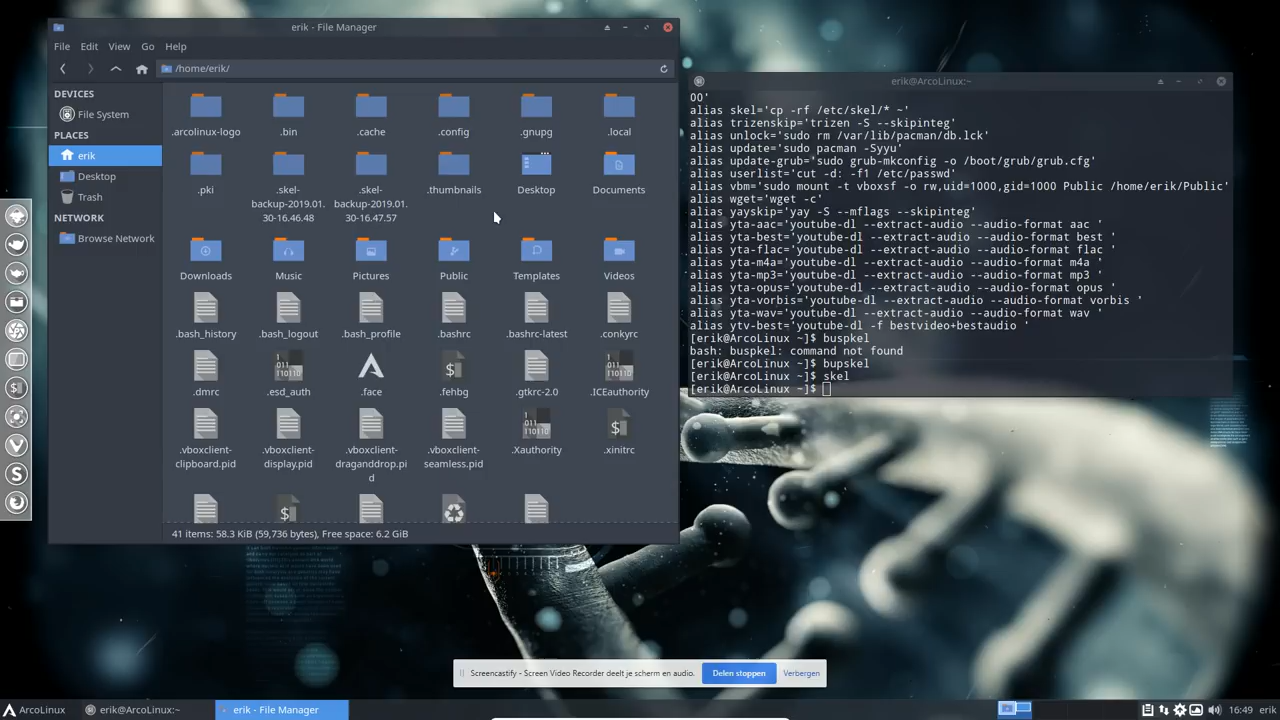 erik - File Manager
File Edit View Go Help
/home/erik/
DEVICES
File System
PLACES
erik
Desktop
Trash
NETWORK
Browse Network
.arcolinux-logo .bin .cache .config .gnupg .local
.pki .skel-backup-2019.01.30-16.46.48 .skel-backup-2019.01.30-16.47.57 .thumbnails Desktop Documents
Downloads Music Pictures Public Templates Videos
.bash_history .bash_logout .bash_profile .bashrc .bashrc-latest .conkyrc
.dmrc .esd_auth .face .fehbg .gtkrc-2.0 .ICEauthority
.vboxclient-clipboard.pid .vboxclient-display.pid .vboxclient-draganddrop.pid .vboxclient-seamless.pid .Xauthority .xinitrc
41 items: 58.3 KiB (59,736 bytes), Free space: 6.2 GiB
erik@ArcoLinux:~
OO'
alias skel='cp -rf /etc/skel/* ~'
alias trizenskip='trizen -S --skipinteg'
alias unlock='sudo rm /var/lib/pacman/db.lck'
alias update='sudo pacman -Syyu'
alias update-grub='sudo grub-mkconfig -o /boot/grub/grub.cfg'
alias userlist='cut -d: -f1 /etc/passwd'
alias vbm='sudo mount -t vboxsf -o rw,uid=1000,gid=1000 Public /home/erik/Public'
alias wget='wget -c'
alias yayskip='yay -S --mflags --skipinteg'
alias yta-aac='youtube-dl --extract-audio --audio-format aac '
alias yta-best='youtube-dl --extract-audio --audio-format best '
alias yta-flac='youtube-dl --extract-audio --audio-format flac '
alias yta-m4a='youtube-dl --extract-audio --audio-format m4a '
alias yta-mp3='youtube-dl --extract-audio --audio-format mp3 '
alias yta-opus='youtube-dl --extract-audio --audio-format opus '
alias yta-vorbis='youtube-dl --extract-audio --audio-format vorbis '
alias yta-wav='youtube-dl --extract-audio --audio-format wav '
alias ytv-best='youtube-dl -f bestvideo+bestaudio '
[erik@ArcoLinux ~]$ buspkel
bash: buspkel: command not found
[erik@ArcoLinux ~]$ bupskel
[erik@ArcoLinux ~]$ skel
[erik@ArcoLinux ~]$
Screencastify - Screen Video Recorder deelt je scherm en audio. Delen stoppen Verbergen
ArcoLinux erik@ArcoLinux:~ erik - File Manager 16:49 erik